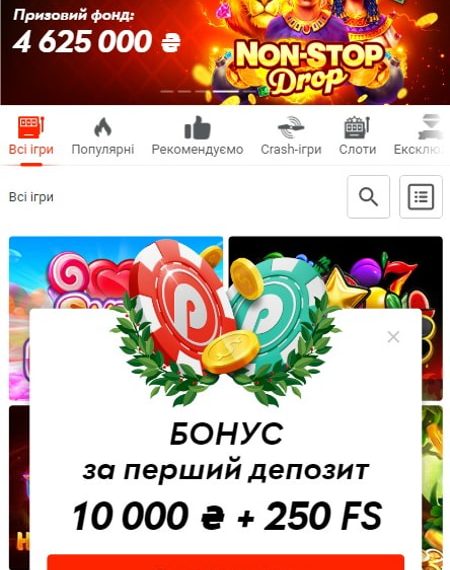 Призовий фонд:
4 625 000 ₴
NON-STOP
Drop
Всі ігри Популярні Рекомендуємо Crash-ігри Слоти
Всі ігри
БОНУС
за перший депозит
10 000 ₴ + 250 FS